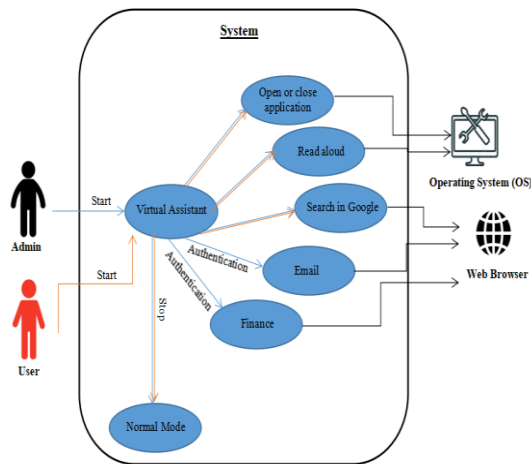 System
Open or close
application
Read aloud
Operating System (OS)
Start
Virtual Assistant
Search in Google
Admin
Authentication
Start
Authentication
Email
Web Browser
Stop
Finance
User
Normal Mode